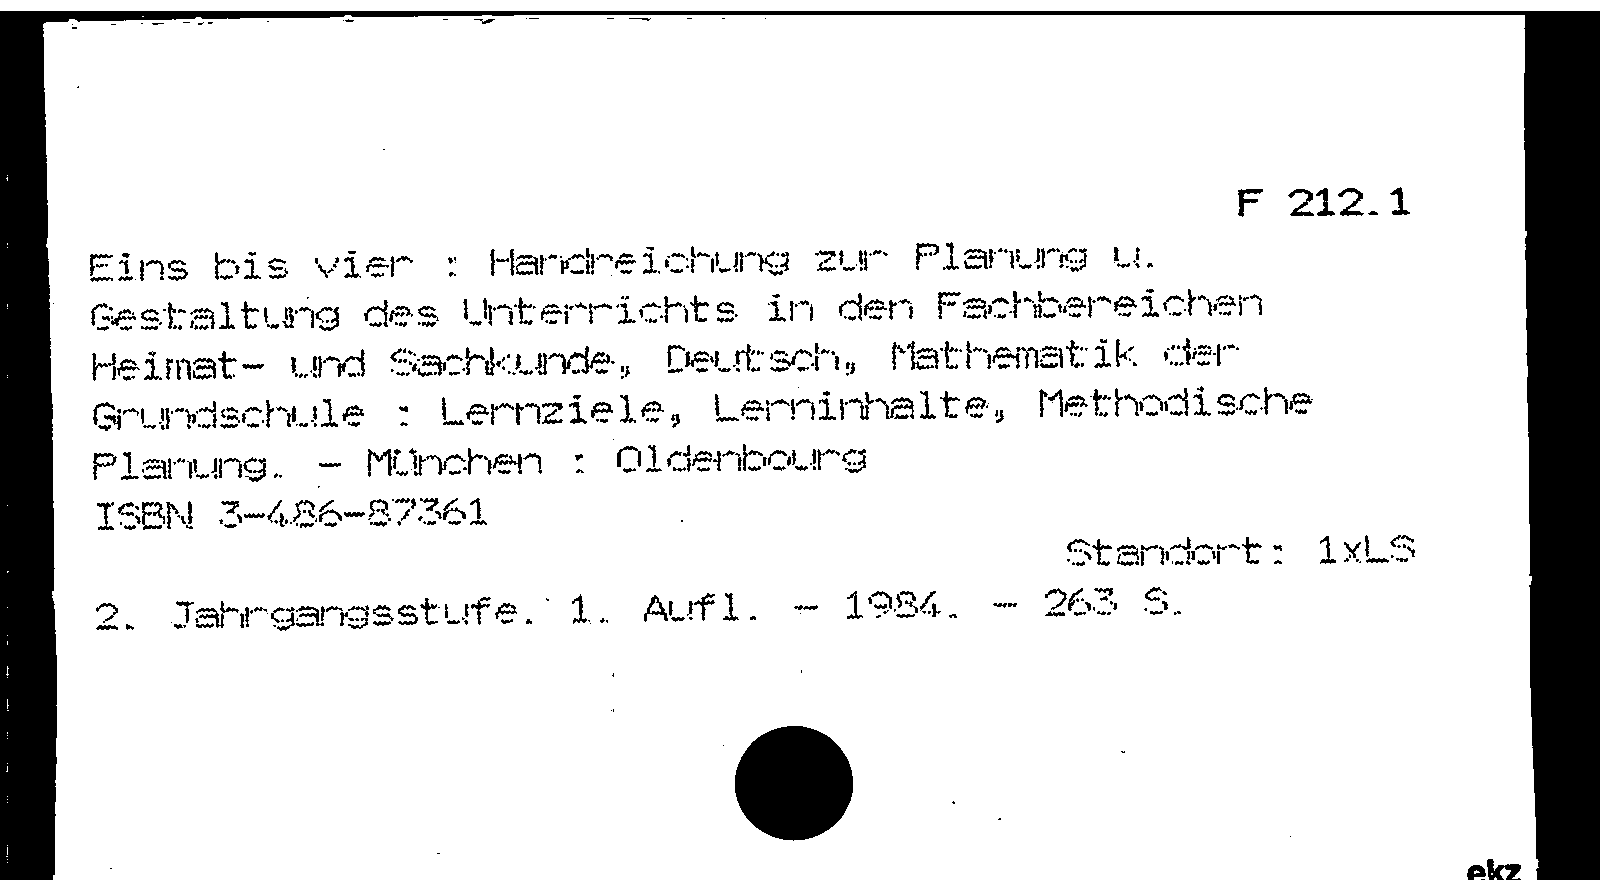 F 212.1
Eins bis vier : Handreichung zur Planung u.
Gestaltung des Unterrichts in den Fachbereichen
Heimat- und Sachkunde, Deutsch, Mathematik der
Grundschule : Lernziele, Lerninhalte, Methodische
Planung. - München : Oldenbourg
ISBN 3-486-87361
Standort: 1xLS
2. Jahrgangsstufe. 1. Aufl. - 1984. - 263 S.
ekz